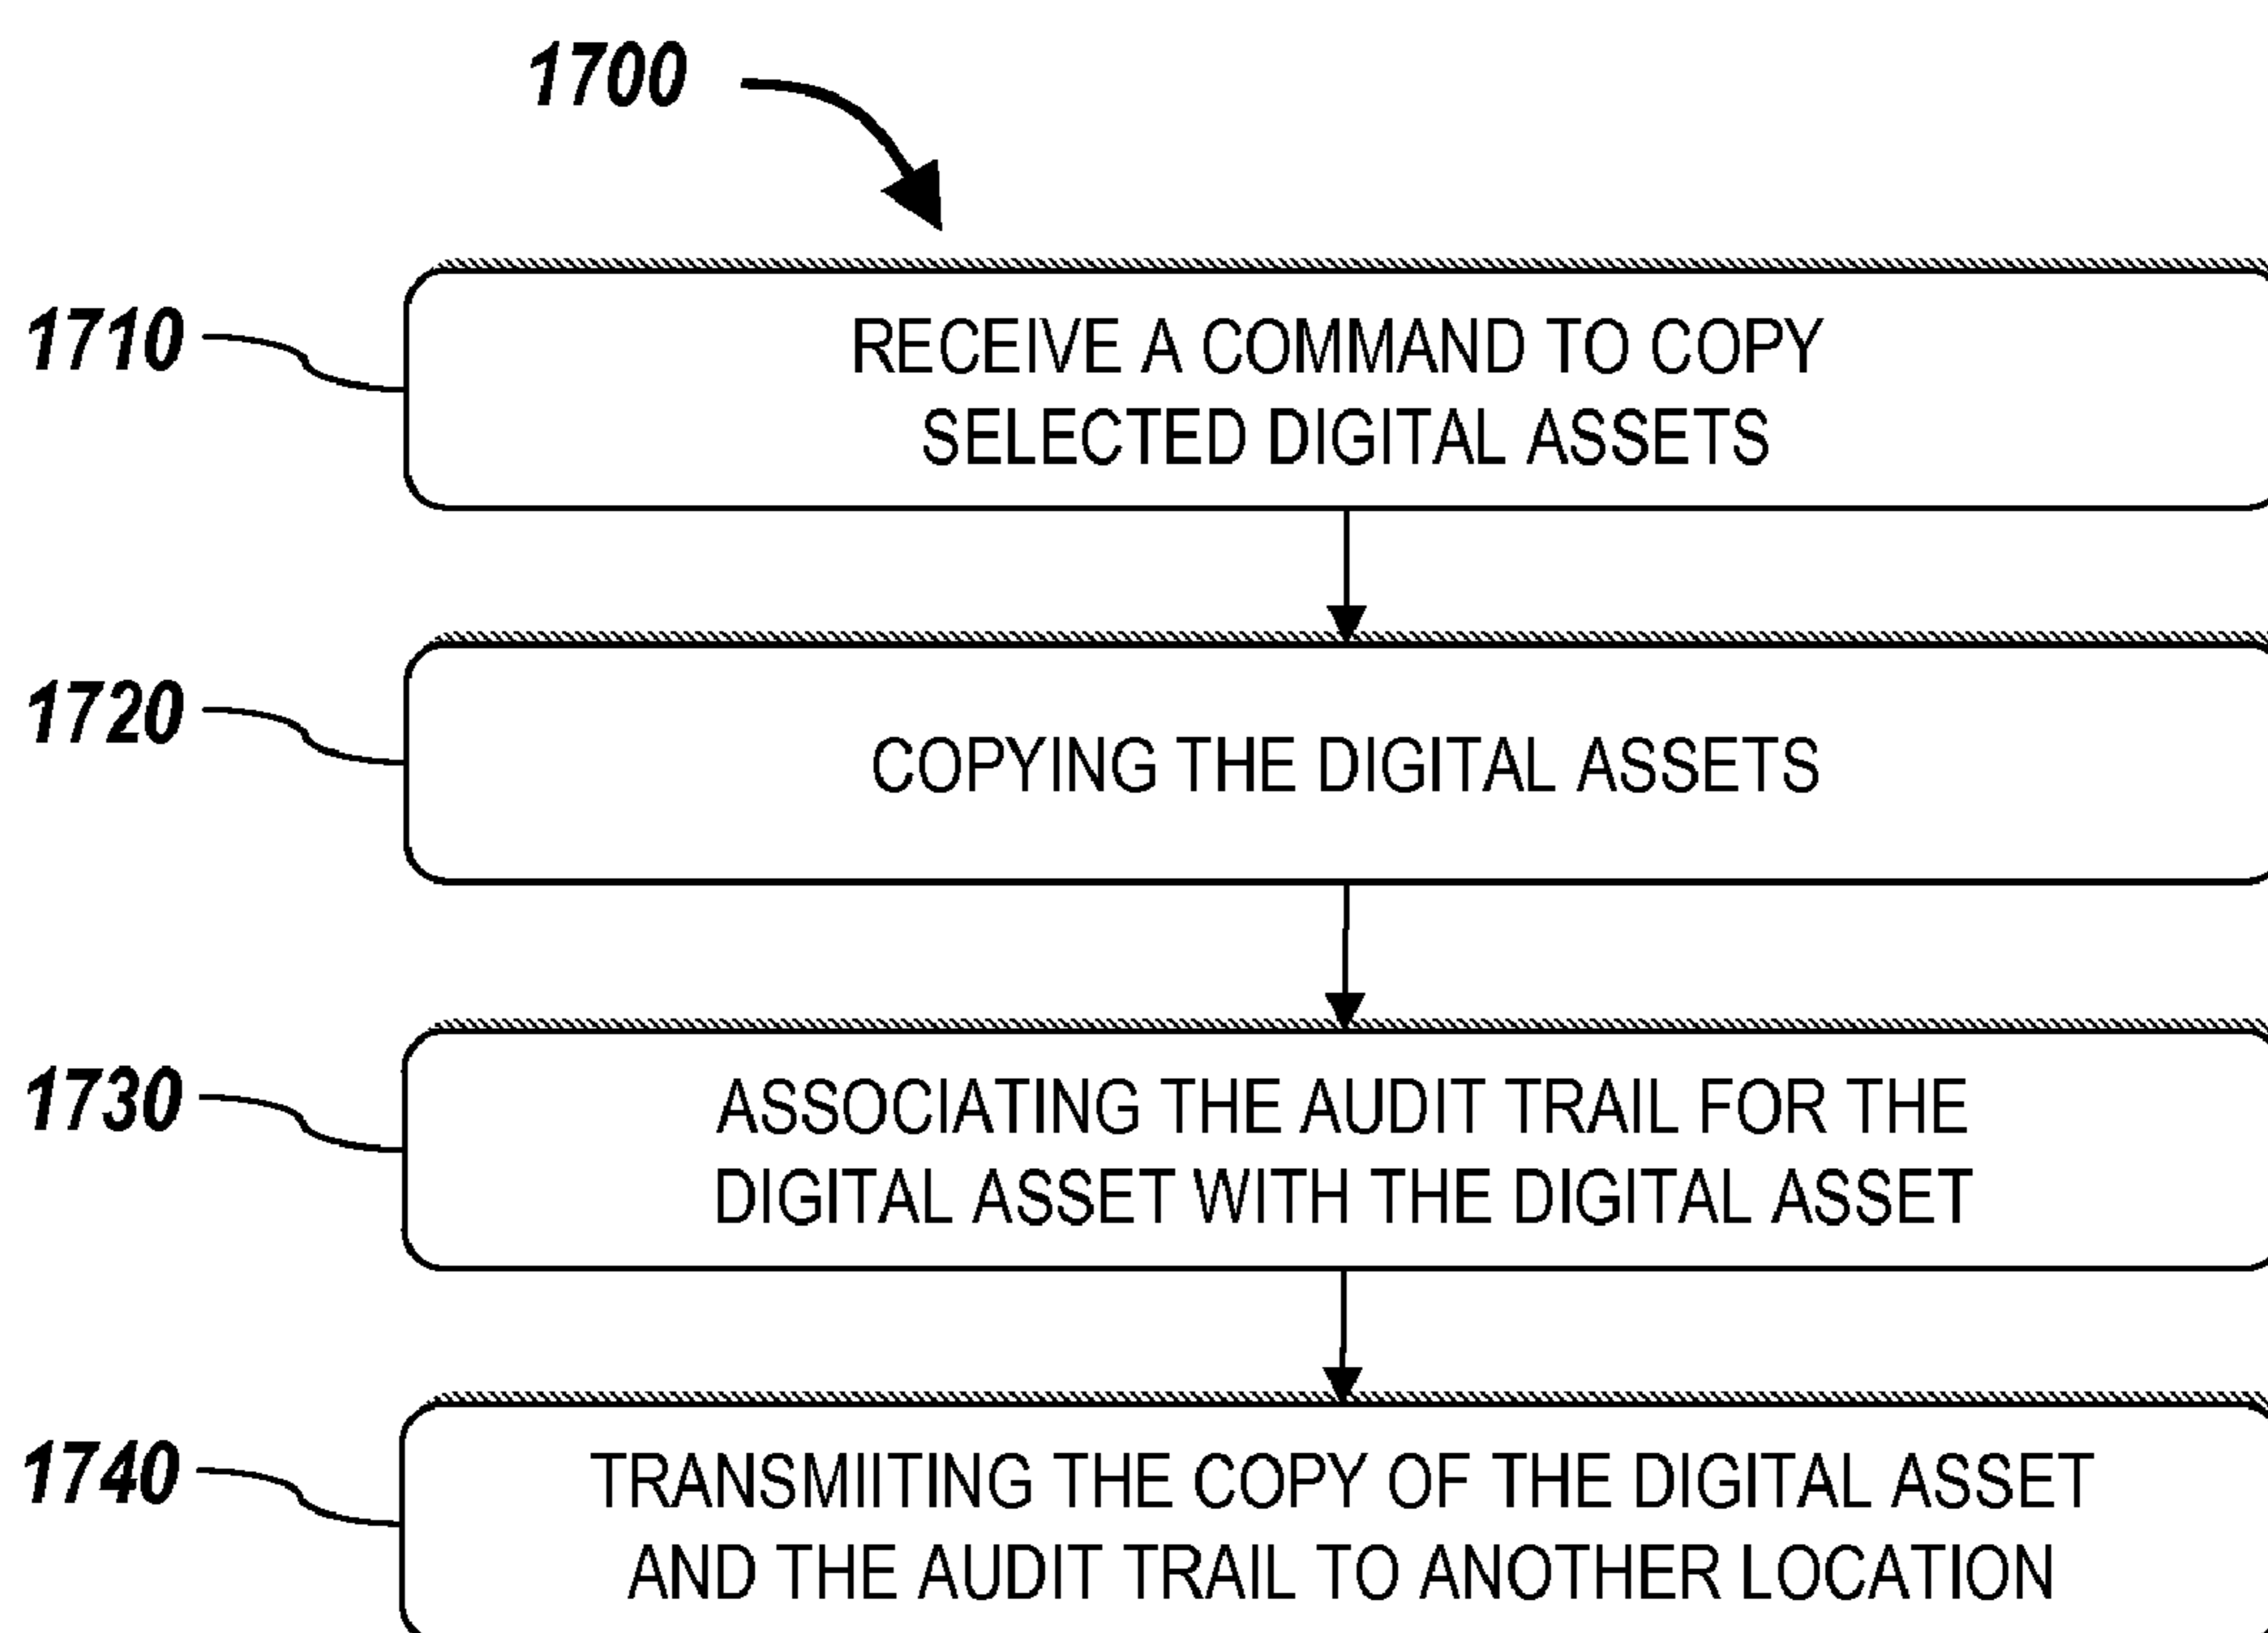 1700
1710
RECEIVE A COMMAND TO COPY
SELECTED DIGITAL ASSETS
1720
COPYING THE DIGITAL ASSETS
1730
ASSOCIATING THE AUDIT TRAIL FOR THE
DIGITAL ASSET WITH THE DIGITAL ASSET
1740
TRANSMIITING THE COPY OF THE DIGITAL ASSET
AND THE AUDIT TRAIL TO ANOTHER LOCATION